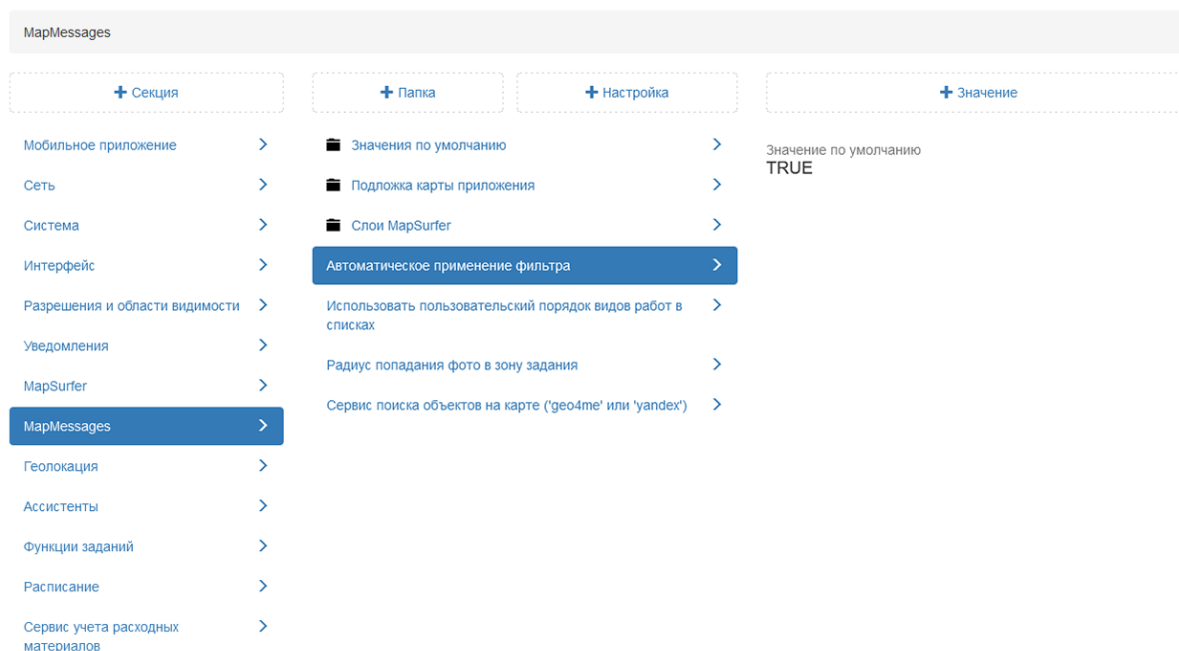 MapMessages
+ Секция
+ Папка
+ Настройка
+ Значение
Мобильное приложение
Сеть
Система
Интерфейс
Разрешения и области видимости
Уведомления
MapSurfer
MapMessages
Геолокация
Ассистенты
Функции заданий
Расписание
Сервис учета расходных
материалов
Значения по умолчанию
Подложка карты приложения
Слои MapSurfer
Автоматическое применение фильтра
Использовать пользовательский порядок видов работ в
списках
Радиус попадания фото в зону задания
Сервис поиска объектов на карте ('geo4me' или 'yandex')
Значение по умолчанию
TRUE